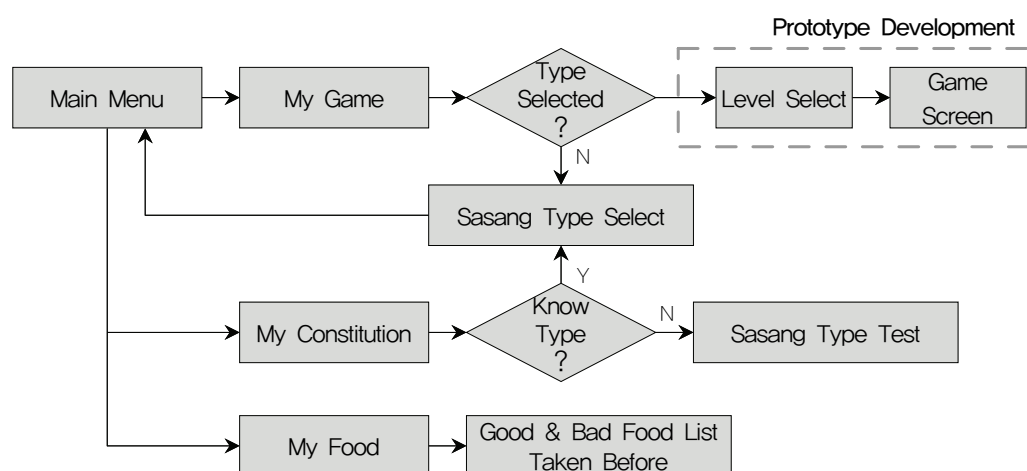 Prototype Development
Main Menu
My Game
Type
Selected
?
Level Select
Game
Screen
N
Sasang Type Select
Y
My Constitution
Know
Type
?
N
Sasang Type Test
My Food
Good & Bad Food List
Taken Before